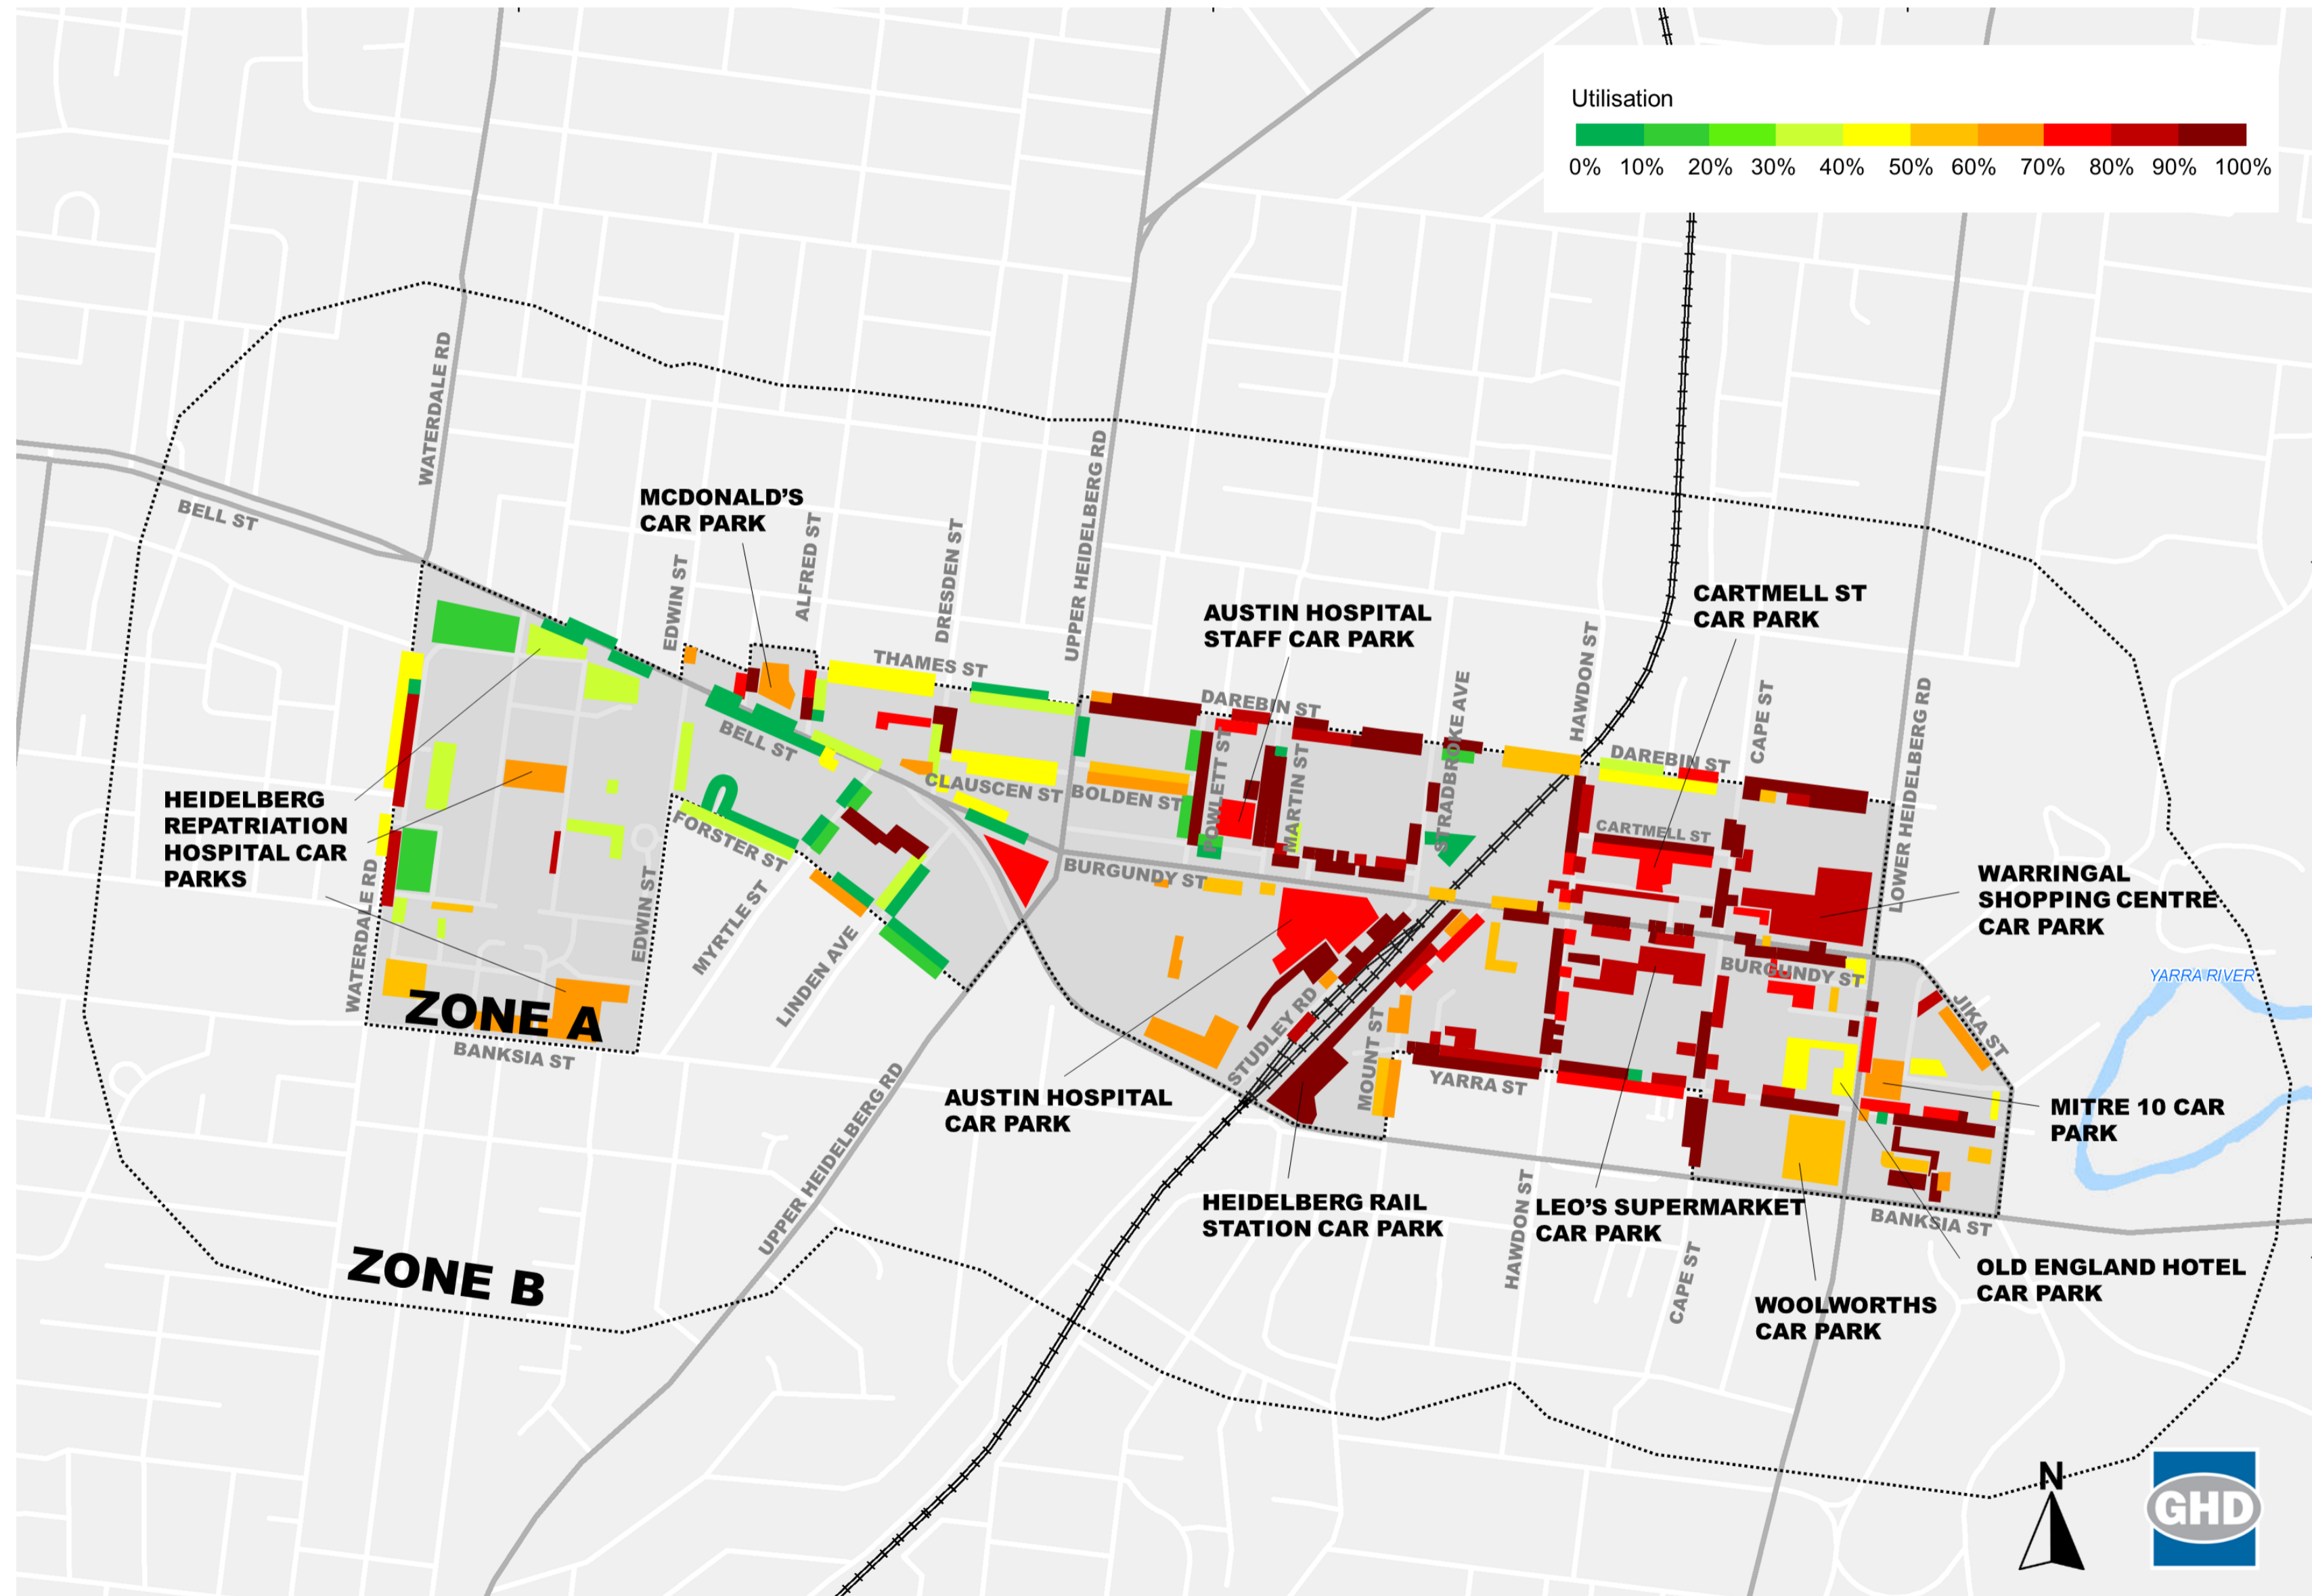 Utilisation
0% 10% 20% 30% 40% 50% 60% 70% 80% 90% 100%
WATERDALE RD
BELL ST
MCDONALD'S
CAR PARK
EDWIN ST
ALFRED ST
DRESDEN ST
UPPER HEIDELBERG RD
THAMES ST
AUSTIN HOSPITAL
STAFF CAR PARK
DAREBIN ST
STRADBROKE AVE
HAWDON ST
CARTMELL ST
CAR PARK
CAPE ST
DAREBIN ST
LOWER HEIDELBERG RD
BELL ST
CLAUSCEN ST
BOLDEN ST
POWLETT ST
MARTIN ST
CARTMELL ST
HEIDELBERG
REPATRIATION
HOSPITAL CAR
PARKS
FORSTER ST
BURGUNDY ST
WARRINGAL
SHOPPING CENTRE
CAR PARK
WATERDALE RD
EDWIN ST
MYRTLE ST
LINDEN AVE
BURGUNDY ST
YARRA RIVER
JIKA ST
ZONE A
BANKSIA ST
STUDLEY RD
MOUNT ST
YARRA ST
AUSTIN HOSPITAL
CAR PARK
UPPER HEIDELBERG RD
MITRE 10 CAR
PARK
HEIDELBERG RAIL
STATION CAR PARK
HAWDON ST
LEO'S SUPERMARKET
CAR PARK
CAPE ST
BANKSIA ST
OLD ENGLAND HOTEL
CAR PARK
WOOLWORTHS
CAR PARK
ZONE B
N
GHD